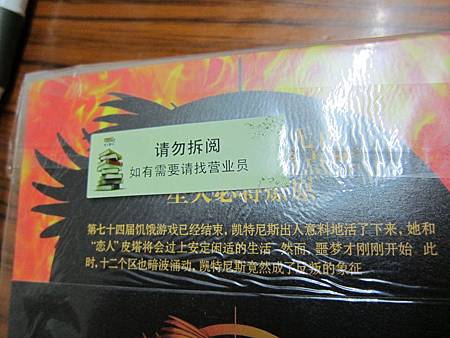 请勿拆阅
如有需要请找营业员
第七十四届饥饿游戏已经结束，凯特尼斯出人意料地活了下来，她和
“恋人”皮塔将会过上安定闲适的生活 然而，噩梦才刚刚开始 此
时，十二个区也暗波涌动，凯特尼斯竟然成了反叛的象征